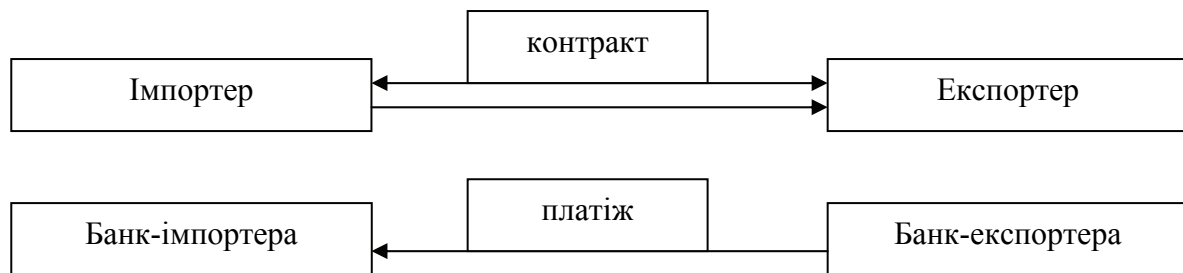 контракт
Імпортер
Експортер
платіж
Банк-імпортера
Банк-експортера